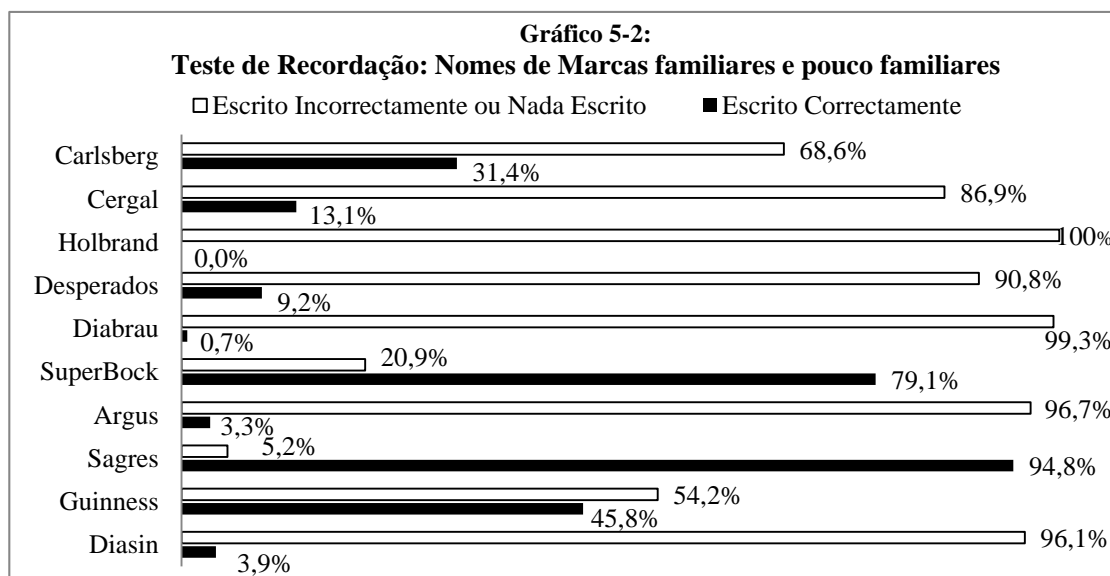 Gráfico 5-2:
Teste de Recordação: Nomes de Marcas familiares e pouco familiares
Escrito Incorrectamente ou Nada Escrito Escrito Correctamente
Carlsberg 68,6%
31,4%
Cergal 86,9%
13,1%
Holbrand 100%
0,0%
Desperados 90,8%
9,2%
Diabrau 99,3%
0,7%
SuperBock 20,9%
79,1%
Argus 96,7%
3,3%
Sagres 5,2%
94,8%
Guinness 54,2%
45,8%
Diasin 96,1%
3,9%